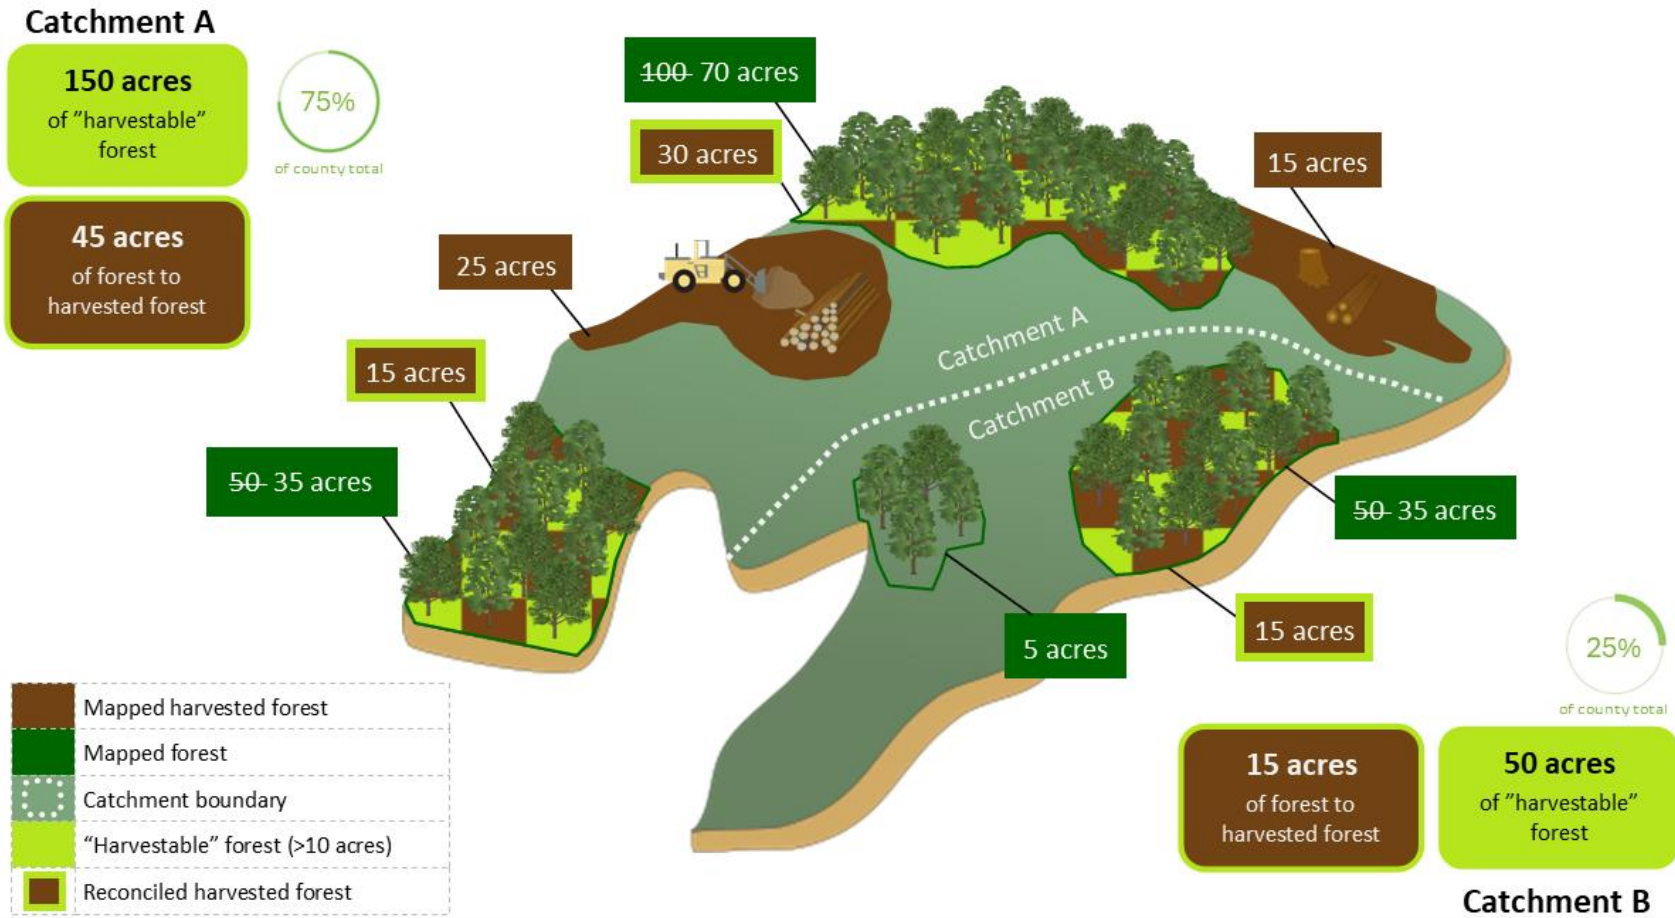 Catchment A
150 acres
of ”harvestable”
forest
75%
of county total
45 acres
of forest to
harvested forest
100 70 acres
30 acres
15 acres
25 acres
15 acres
50 35 acres
Catchment A
Catchment B
50 35 acres
15 acres
5 acres
25%
of county total
Mapped harvested forest
Mapped forest
Catchment boundary
“Harvestable” forest (>10 acres)
Reconciled harvested forest
15 acres
of forest to
harvested forest
50 acres
of ”harvestable”
forest
Catchment B